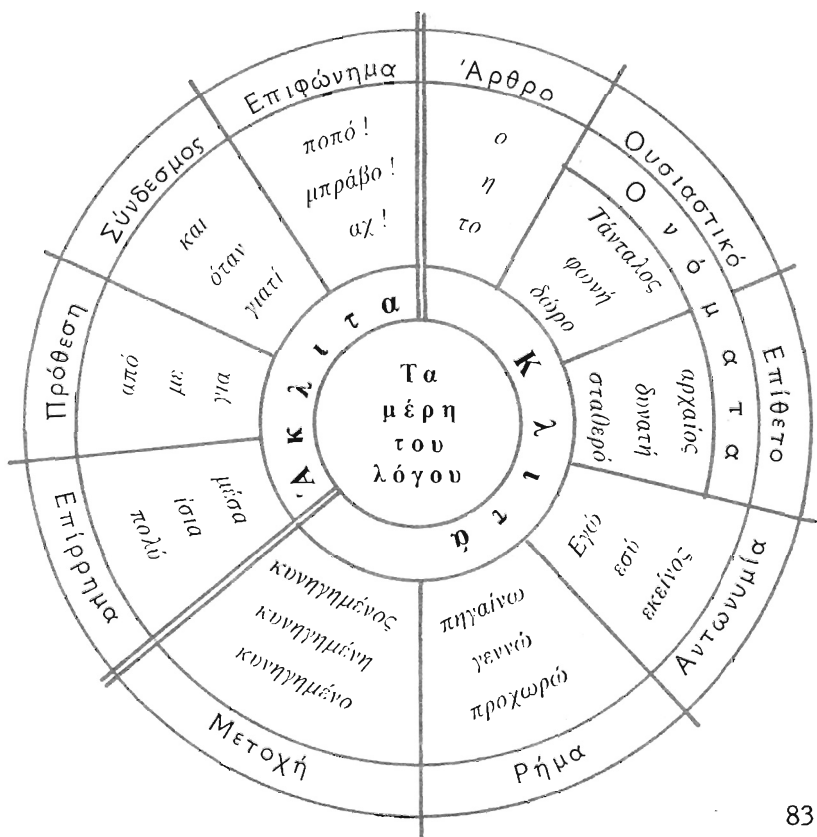 Τα
μέρη
του
λόγου
Κλιτά
Άρθρο
ο
η
το
Ονόματα
Ουσιαστικό
Τάνταλος
φωνή
δώρο
Επίθετο
αρχαίος
δυνατή
σταθερό
Αντωνυμία
Εγώ
εσύ
εκείνος
Ρήμα
πηγαίνω
γεννώ
προχωρώ
Μετοχή
κυνηγημένος
κυνηγημένη
κυνηγημένο
Άκλιτα
Επίρρημα
μέσα
ίσια
πολύ
Πρόθεση
από
με
για
Σύνδεσμος
και
όταν
γιατί
Επιφώνημα
ποπό!
μπράβο!
αχ!
83